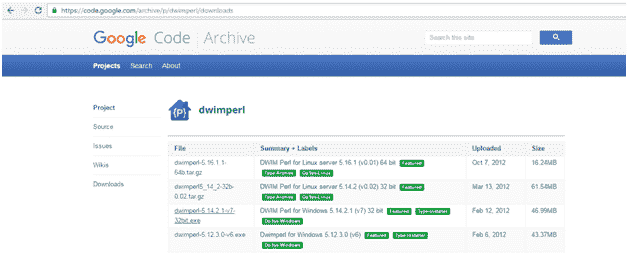 https://code.google.com/archive/p/dwimperl/downloads
Google Code Archive
Search this site
Projects Search About
Project
Source
Issues
Wikis
Downloads
{P}
dwimperl
File Summary + Labels Uploaded Size
dwimperl-5.16.1.1-64b.tar.gz DWIM Perl for Linux server 5.16.1 (v0.01) 64 bit Featured Oct 7, 2012 16.24MB
Type-Archive OpSys-Linux
dwimperl5_14_2-32b-0.02.tar.gz DWIM Perl for Linux server 5.14.2 (v0.02) 32 bit Featured Mar 13, 2012 61.54MB
Type-Archive OpSys-Linux
dwimperl-5.14.2.1-v7-32bit.exe DWIM Perl for Windows 5.14.2.1 (v7) 32 bit Featured Type-Installer Feb 12, 2012 46.99MB
OpSys-Windows
dwimperl-5.12.3.0-v6.exe Dwimperl for Windows 5.12.3.0 (v6) Featured Type-Installer Feb 6, 2012 43.37MB
OpSys-Windows